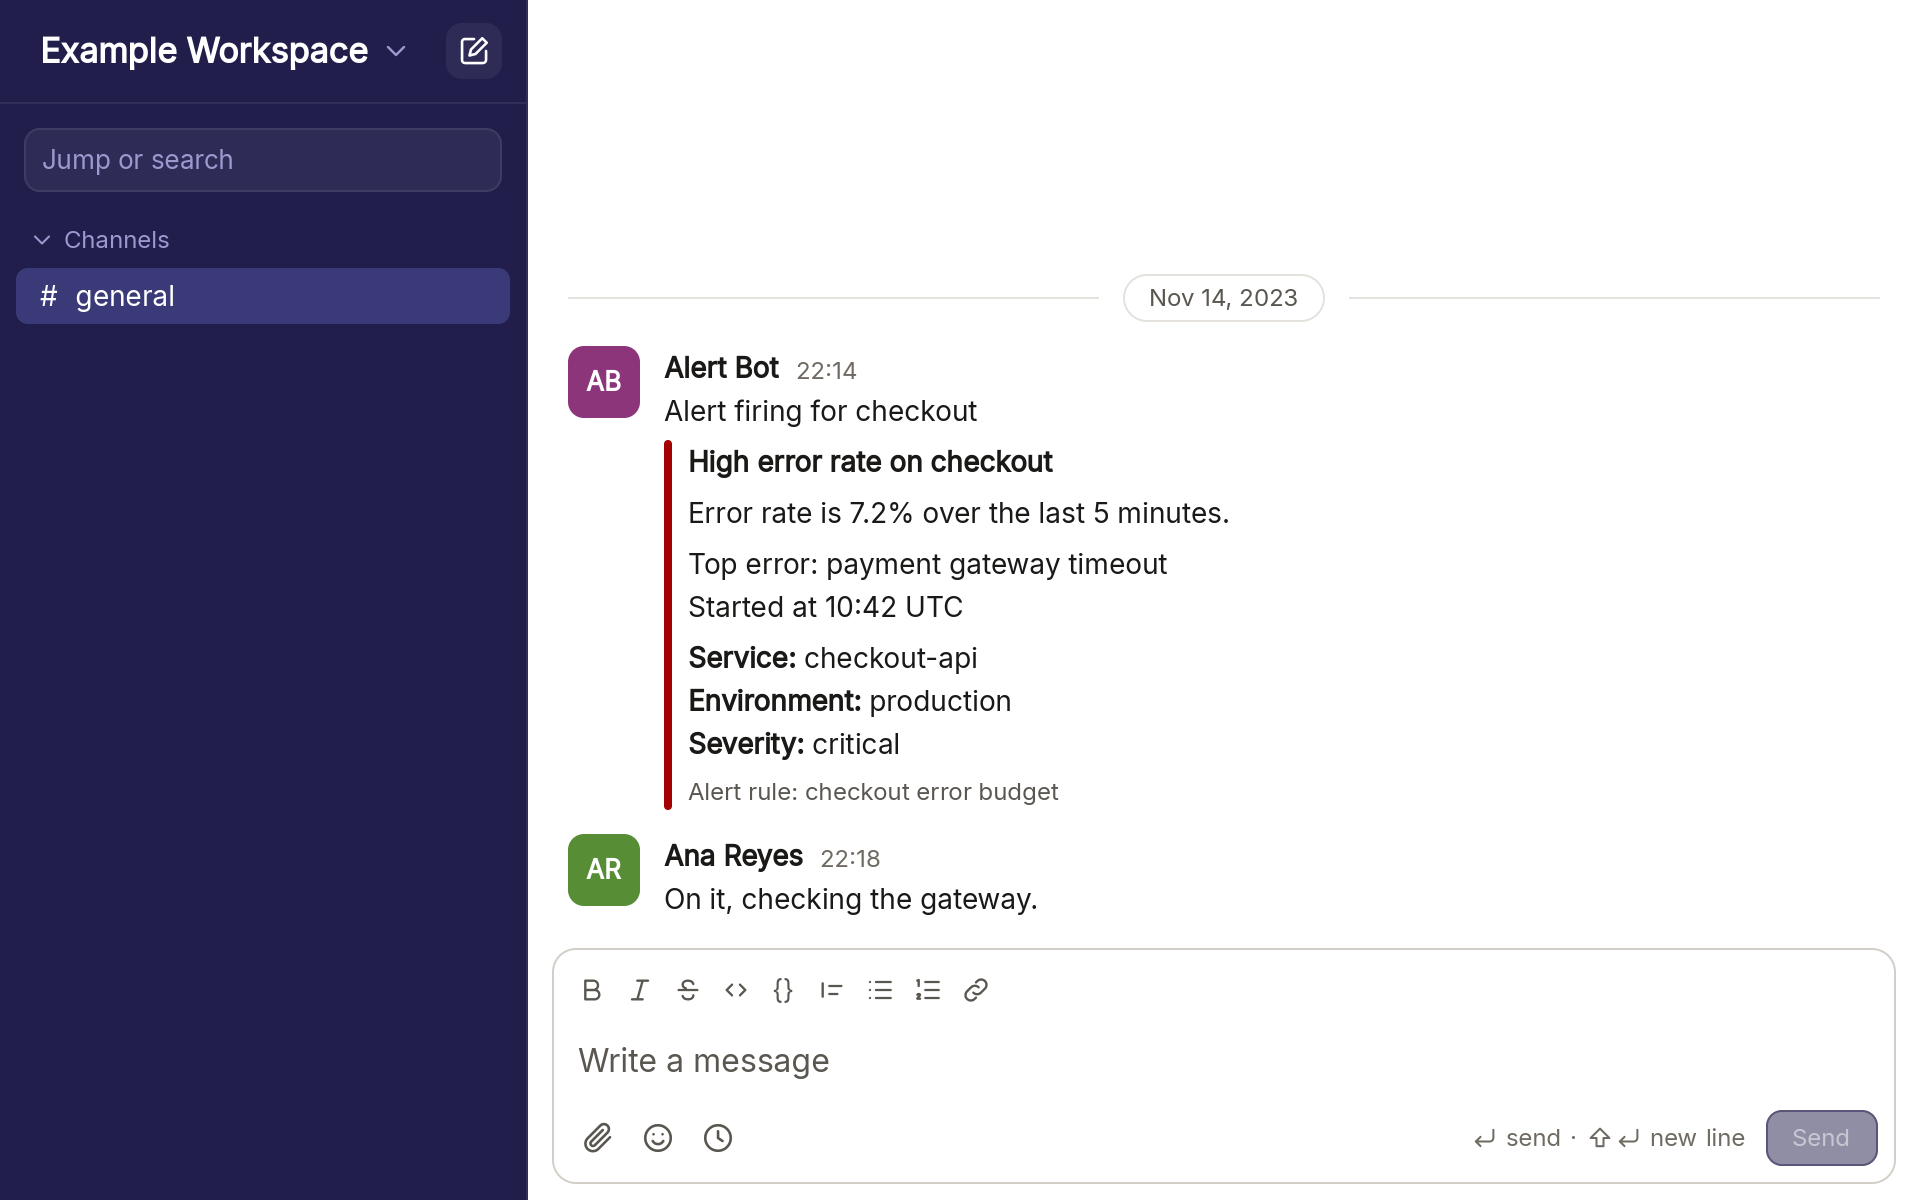 Example Workspace
Jump or search
Channels
# general
Nov 14, 2023
AB
Alert Bot 22:14
Alert firing for checkout
High error rate on checkout
Error rate is 7.2% over the last 5 minutes.
Top error: payment gateway timeout
Started at 10:42 UTC
Service: checkout-api
Environment: production
Severity: critical
Alert rule: checkout error budget
AR
Ana Reyes 22:18
On it, checking the gateway.
Write a message
send · new line
Send